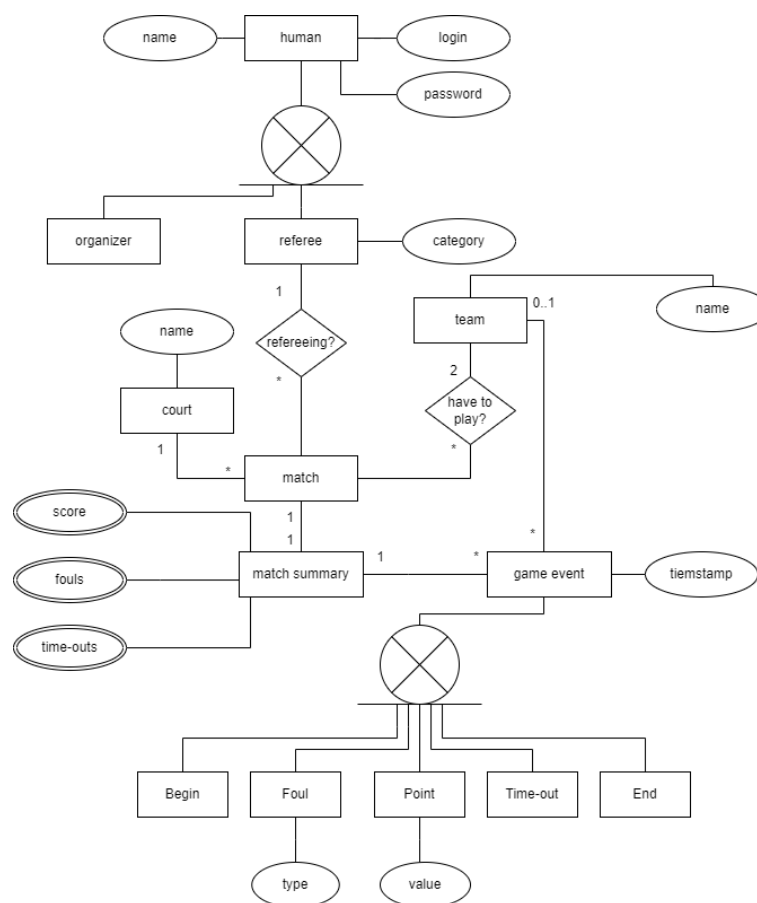 name
human
login
password
organizer
referee
category
1
team
0..1
name
name
refereeing?
2
*
court
have to
play?
1
*
*
match
1
score
1
*
match summary
1
*
game event
tiemstamp
fouls
time-outs
Begin
Foul
Point
Time-out
End
type
value